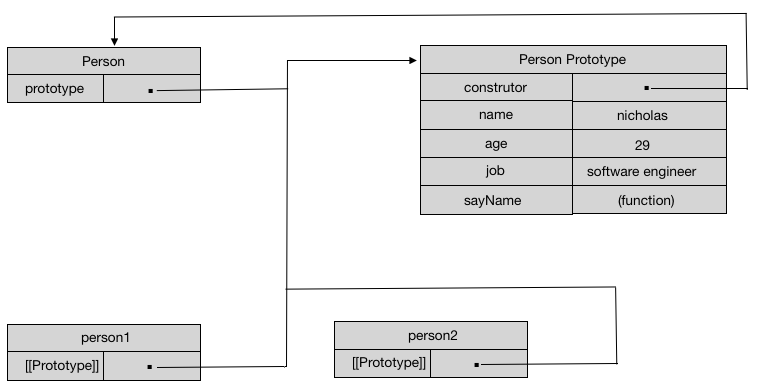 Person
prototype
Person Prototype
construtor
name nicholas
age 29
job software engineer
sayName (function)
person1
[[Prototype]]
person2
[[Prototype]]